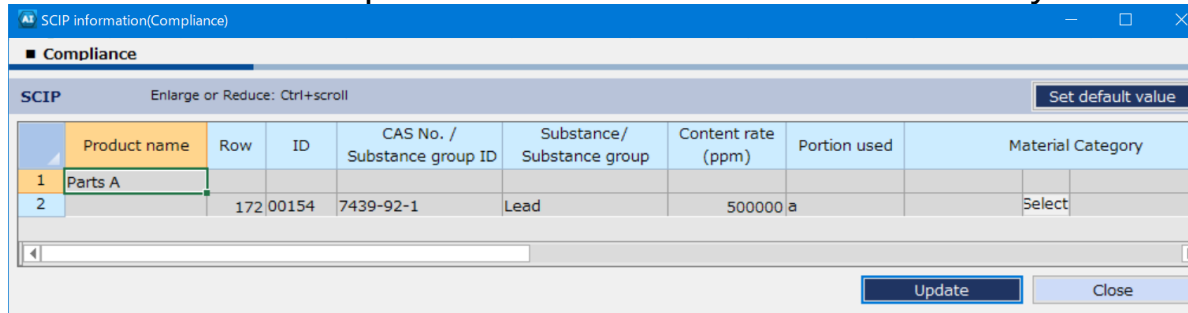 AI SCIP information(Compliance)
■ Compliance
SCIP Enlarge or Reduce: Ctrl+scroll Set default value
Product name Row ID CAS No. / Substance group ID Substance/ Substance group Content rate (ppm) Portion used Material Category
1 Parts A
2 172 00154 7439-92-1 Lead 500000 a Select
Update Close